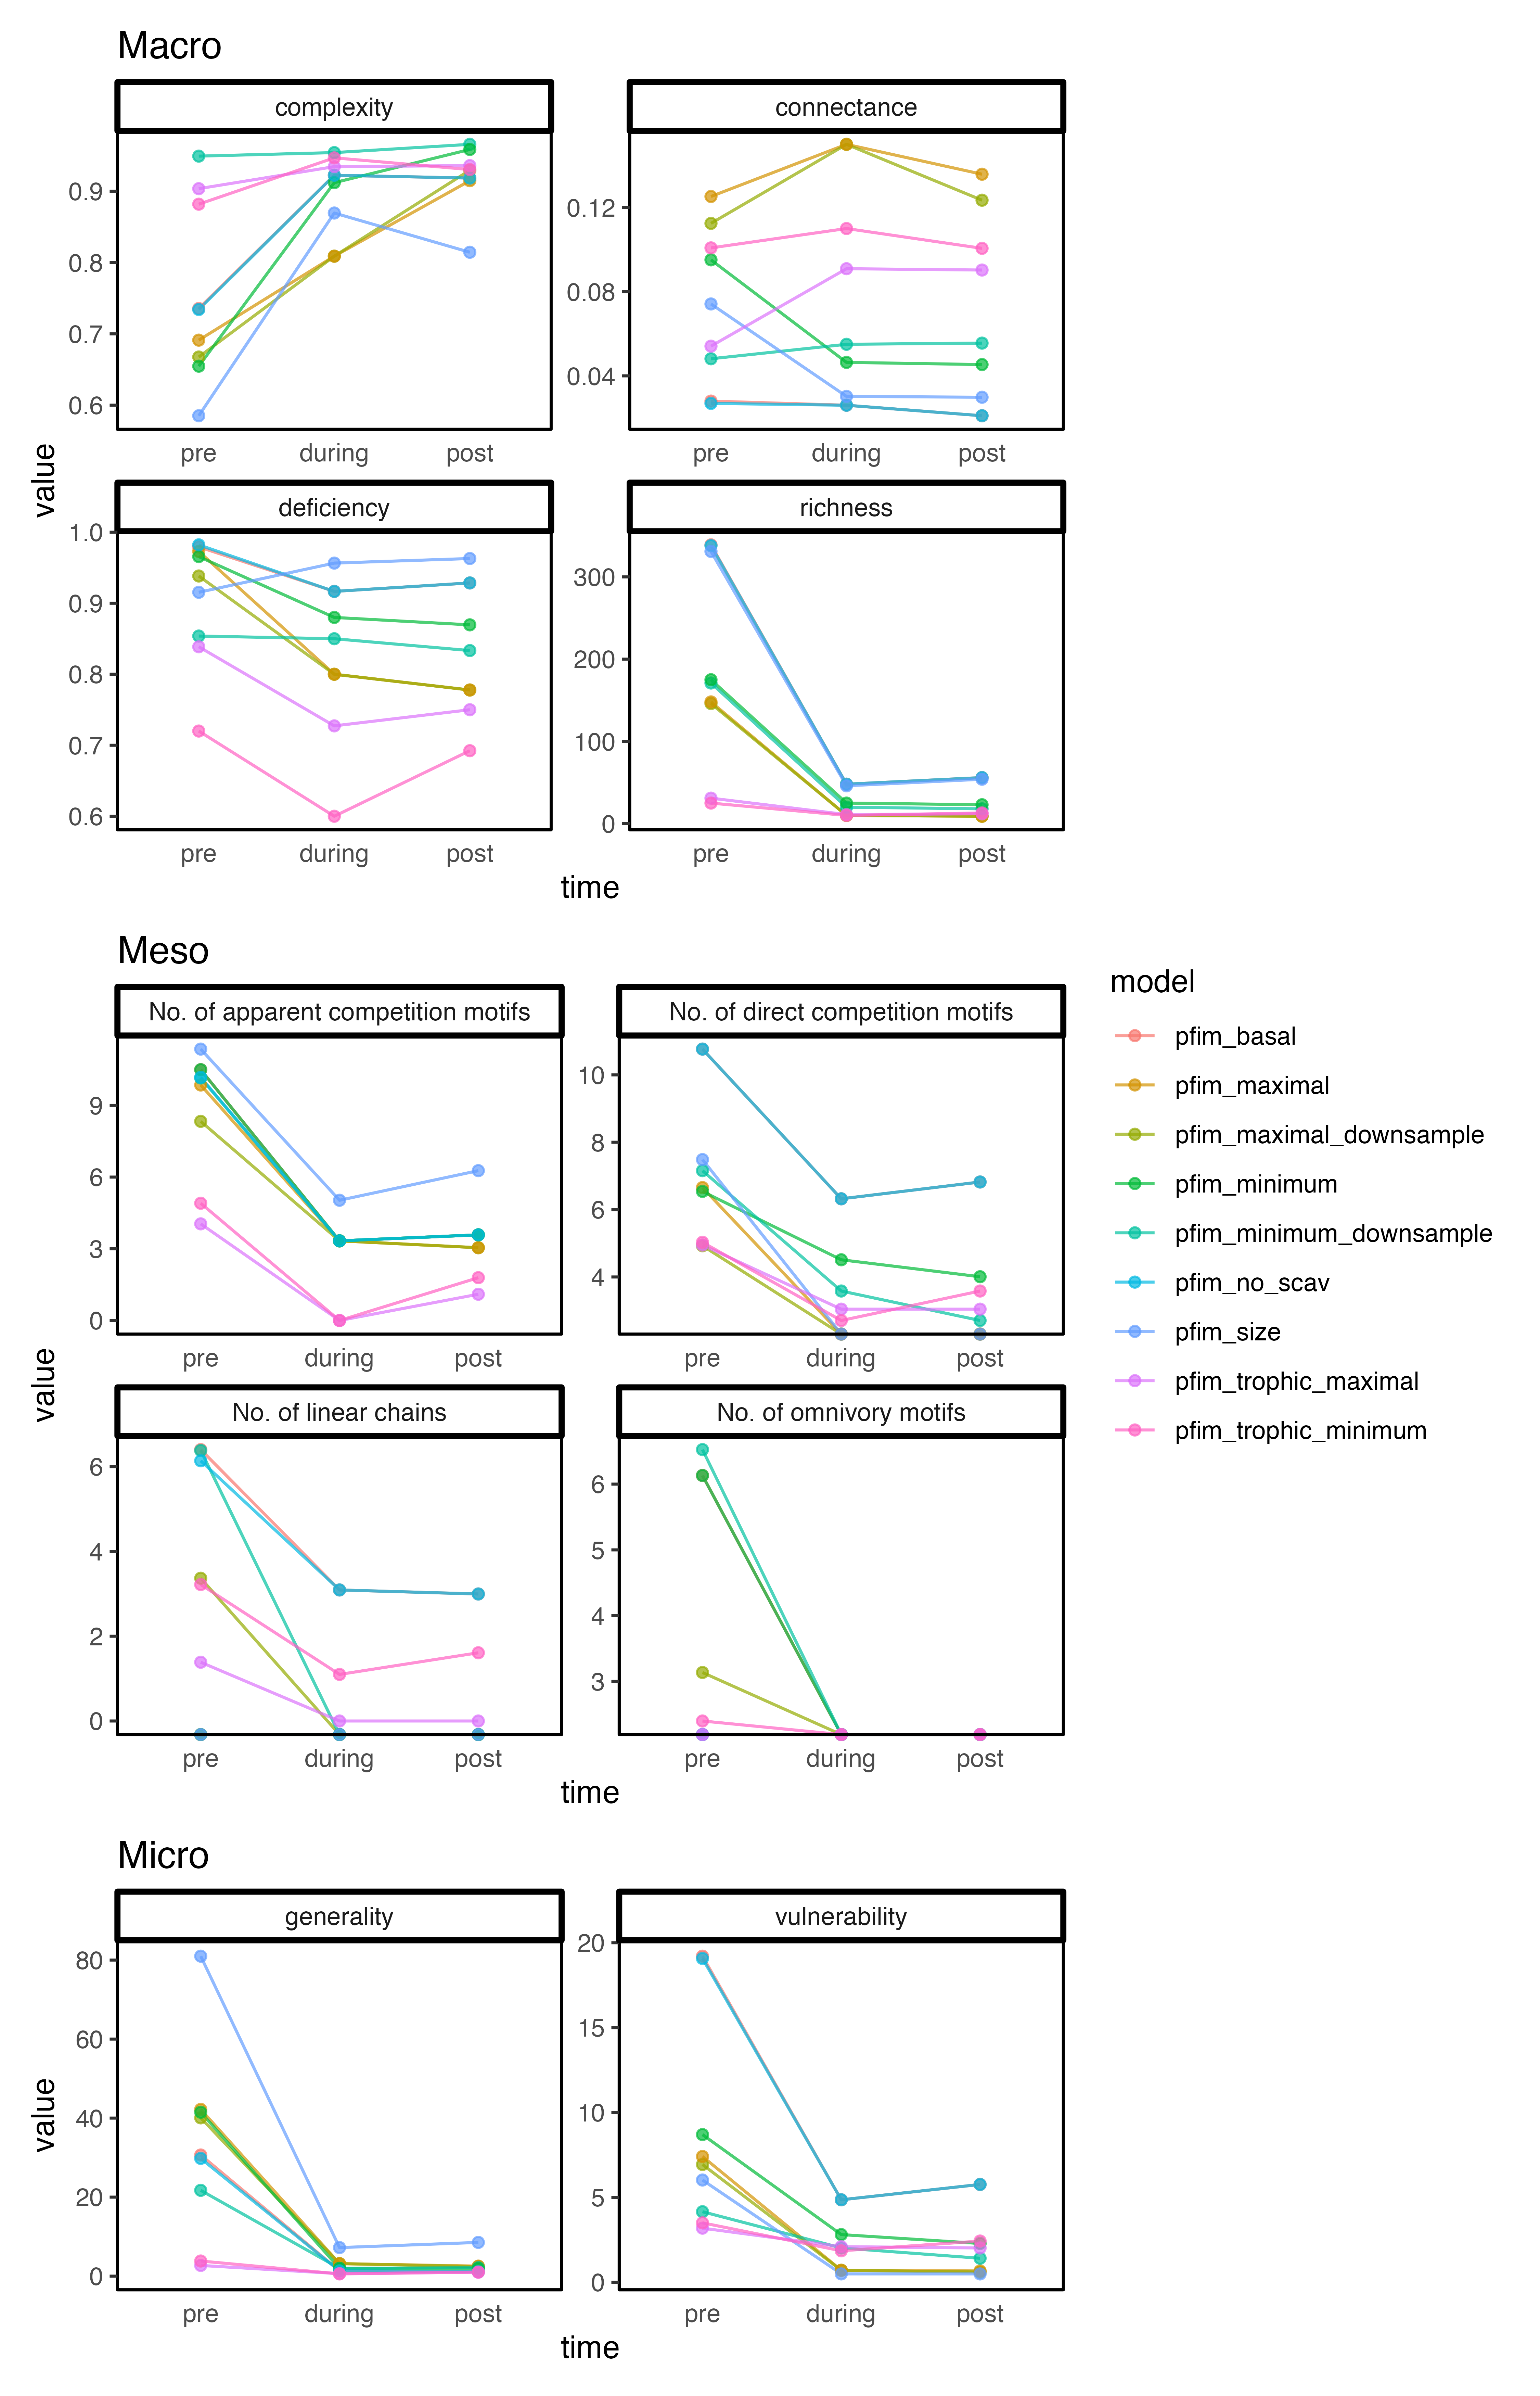 Macro
complexity
connectance
0.9
0.8
0.7
0.6
0.12
0.08
0.04
pre during post
pre during post
value
deficiency
richness
1.0
0.9
0.8
0.7
0.6
300
200
100
0
pre during post
pre during post
time
Meso
No. of apparent competition motifs
No. of direct competition motifs
9
6
3
0
10
8
6
4
pre during post
pre during post
value
No. of linear chains
No. of omnivory motifs
6
4
2
0
6
5
4
3
pre during post
pre during post
time
model
pfim_basal
pfim_maximal
pfim_maximal_downsample
pfim_minimum
pfim_minimum_downsample
pfim_no_scav
pfim_size
pfim_trophic_maximal
pfim_trophic_minimum
Micro
generality
vulnerability
80
60
40
20
0
20
15
10
5
0
value
pre during post
pre during post
time